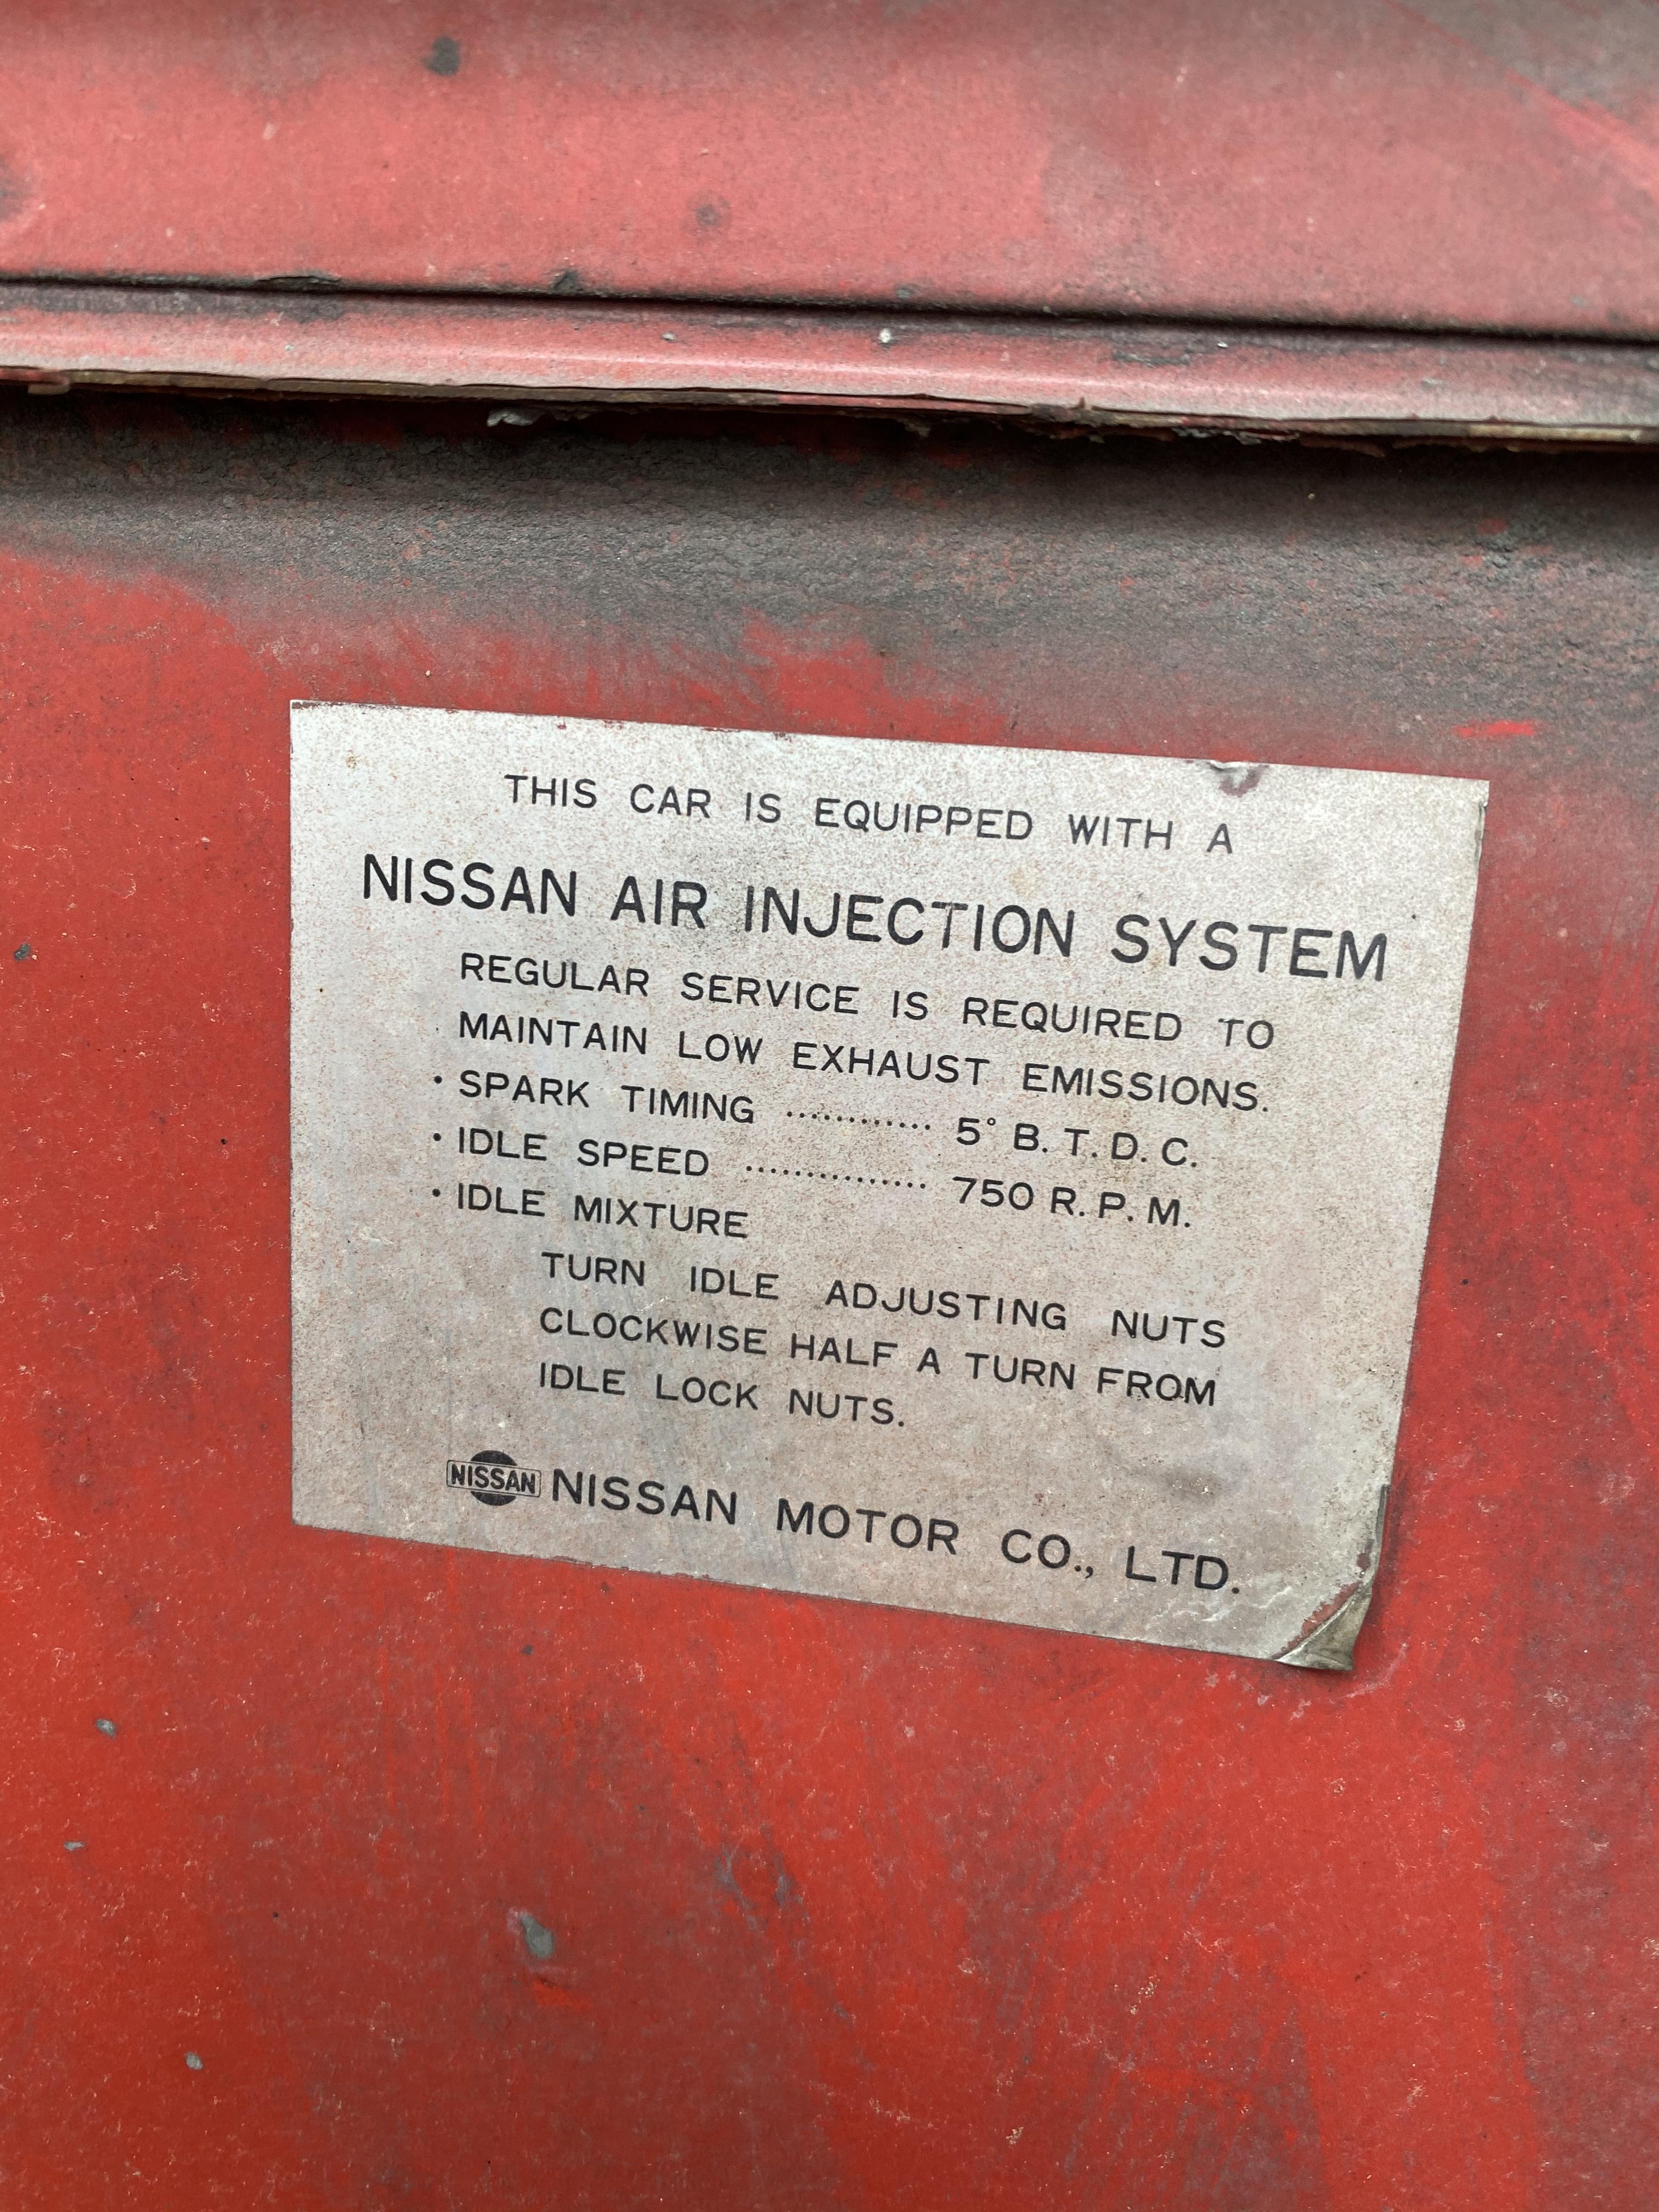 THIS CAR IS EQUIPPED WITH A
NISSAN AIR INJECTION SYSTEM
REGULAR SERVICE IS REQUIRED TO
MAINTAIN LOW EXHAUST EMISSIONS.
· SPARK TIMING ............ 5° B. T. D. C.
· IDLE SPEED ............... 750 R. P. M.
· IDLE MIXTURE
TURN IDLE ADJUSTING NUTS
CLOCKWISE HALF A TURN FROM
IDLE LOCK NUTS.
NISSAN NISSAN MOTOR CO., LTD.